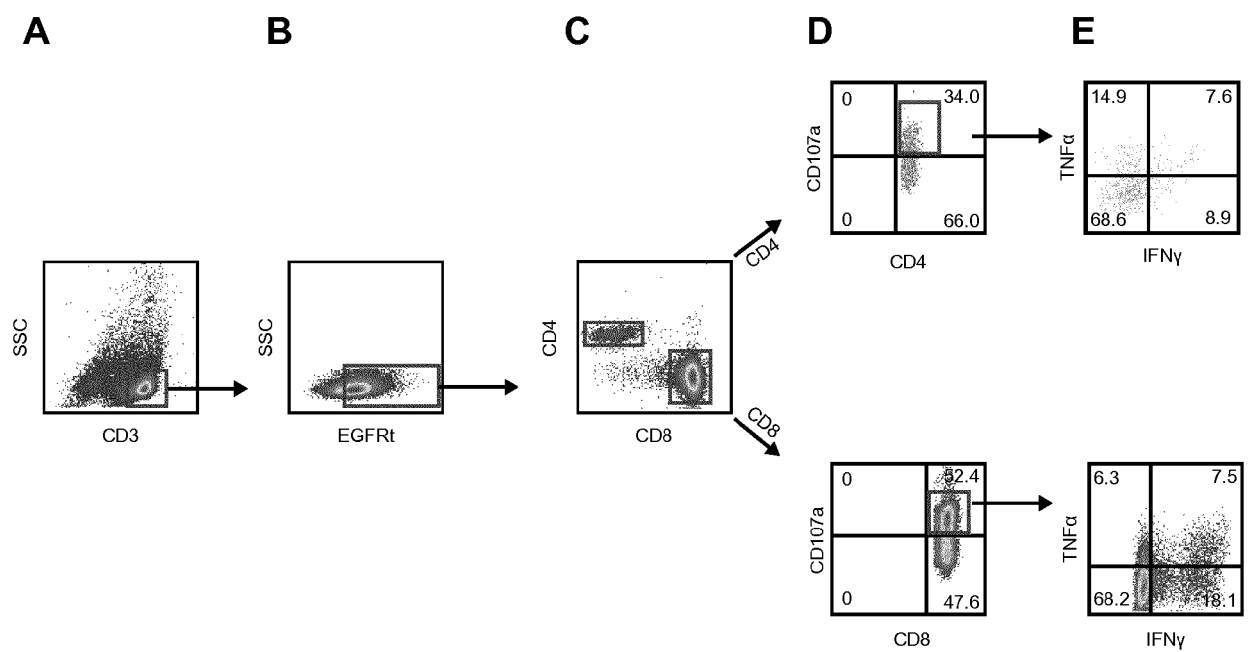 A
B
C
D
E
0
34.0
CD107a
0
66.0
CD4
14.9
7.6
TNFα
68.6
8.9
IFNγ
CD4
SSC
CD3
SSC
EGFRt
CD4
CD8
CD8
0
52.4
CD107a
0
47.6
CD8
6.3
7.5
TNFα
68.2
18.1
IFNγ